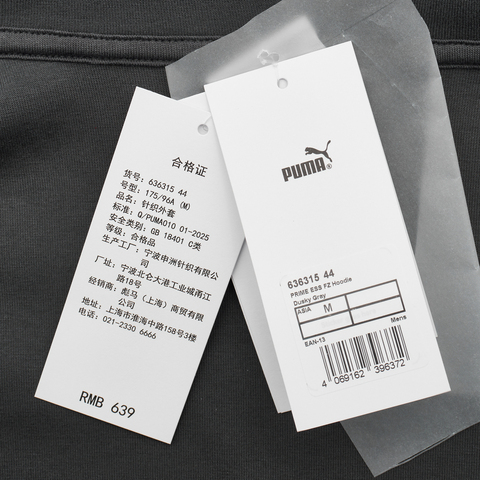 合格证
货号: 636315 44
号型: 175/96A (M)
品名: 针织外套
标准: Q/PUMA010 01-2025
安全类别: GB 18401 C类
等级: 合格品
生产工厂: 宁波申洲针织有限公
司
厂址: 宁波北仑大港工业城甬江
路18号
经销商: 彪马（上海）商贸有限
公司
地址: 上海市淮海中路158号3楼
电话: 021-2330 6666
RMB 639
PUMA®
636315 44
PRIME ESS FZ Hoodie
Dusky Gray
ASIA M
Mens
EAN-13
4 069162 396372